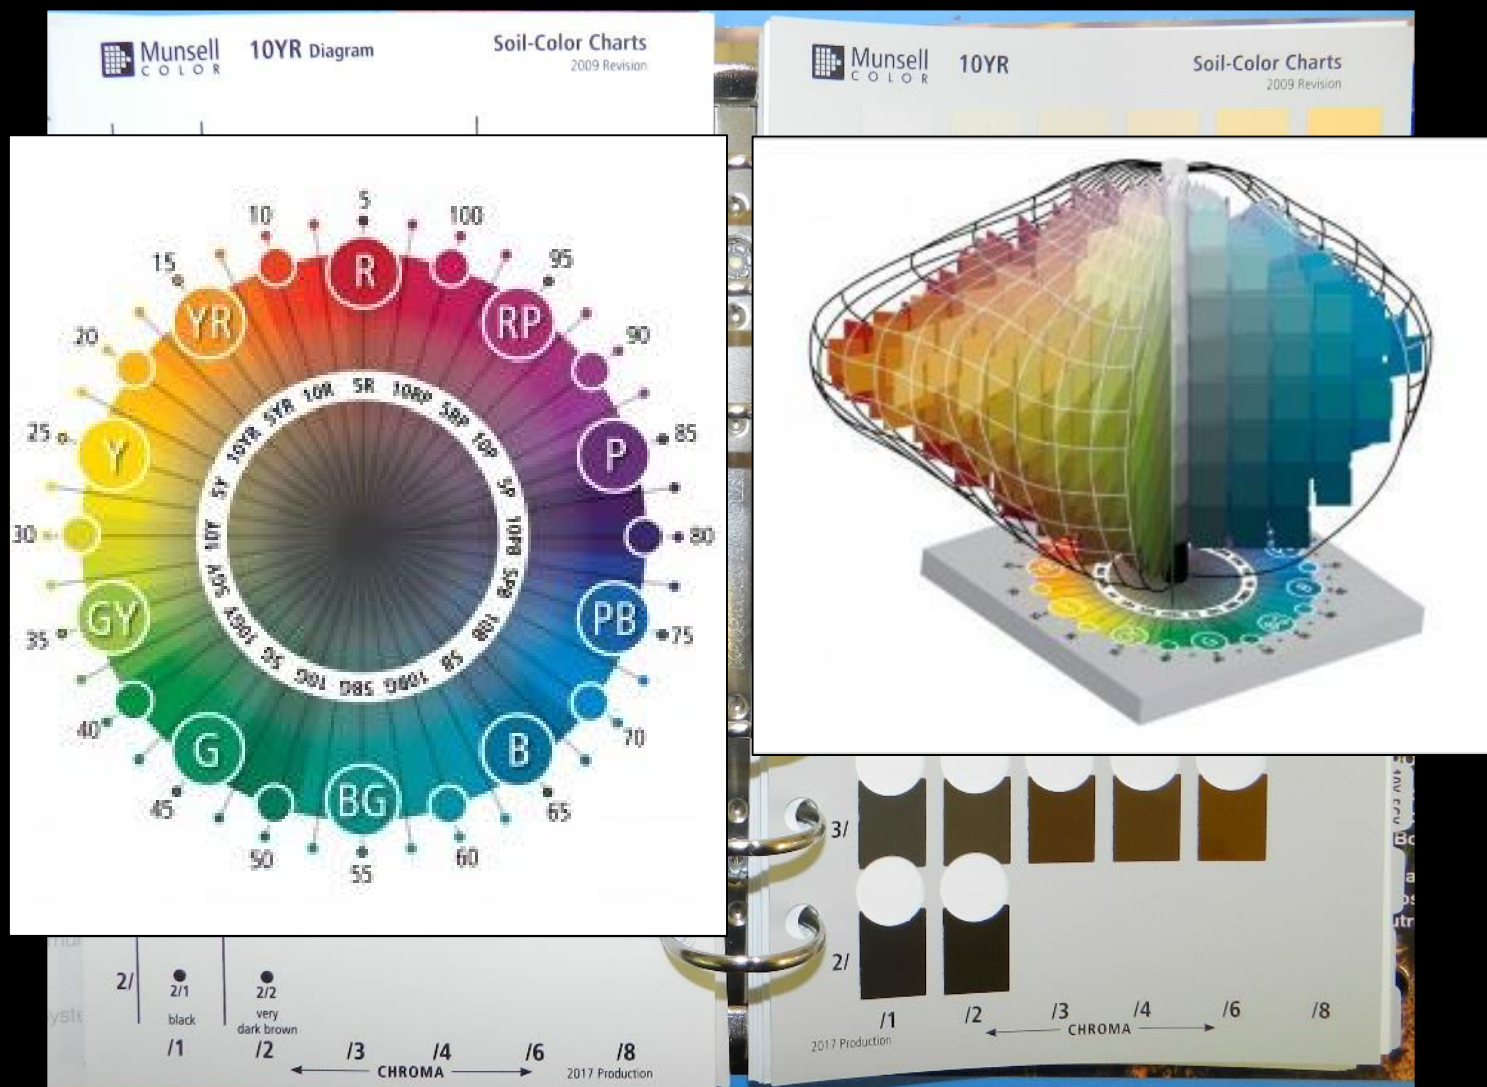 Munsell
COLOR
10YR Diagram
Soil-Color Charts
2009 Revision
Munsell
COLOR
10YR
Soil-Color Charts
2009 Revision
5
10
100
15
95
20
90
25
85
30
80
35
75
40
70
45
65
50
60
55
R
YR
RP
Y
P
GY
PB
G
B
BG
5R
10RP
5RP
10P
5P
10PB
5PB
10B
5B
10BG
5BG
10G
5G
10GY
5GY
10Y
5Y
10YR
5YR
10R
3/
2/
/1
/2
/3
/4
/6
/8
CHROMA
2017 Production
2/
2/1
black
2/2
very
dark brown
/1
/2
/3
/4
/6
/8
CHROMA
2017 Production